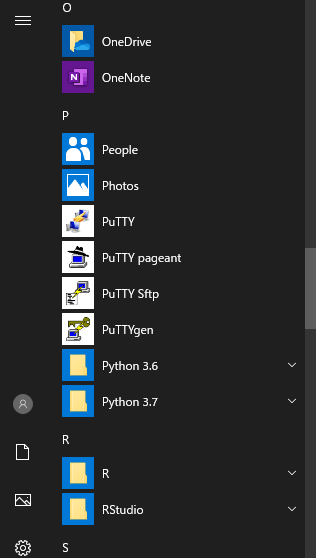 O
OneDrive
OneNote
P
People
Photos
PuTTY
PuTTY pageant
PuTTY Sftp
PuTTYgen
Python 3.6
Python 3.7
R
R
RStudio
S